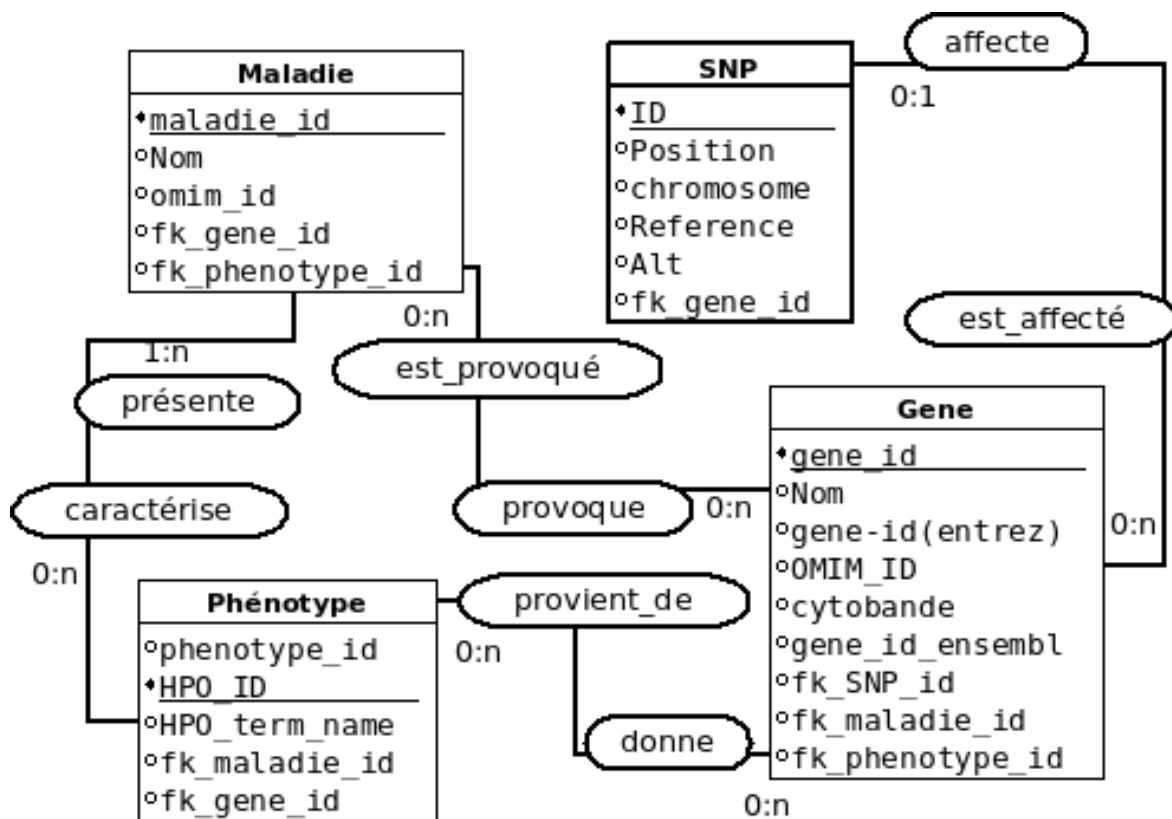 Maladie
maladie_id
Nom
omim_id
fk_gene_id
fk_phenotype_id
SNP
ID
Position
chromosome
Reference
Alt
fk_gene_id
affecte
0:1
est_affecté
0:n
est_provoqué
1:n
présente
caractérise
0:n
provoque
0:n
Gene
gene_id
Nom
gene-id(entrez)
OMIM_ID
cytobande
gene_id_ensembl
fk_SNP_id
fk_maladie_id
fk_phenotype_id
0:n
Phénotype
phenotype_id
HPO_ID
HPO_term_name
fk_maladie_id
fk_gene_id
provient_de
0:n
donne
0:n